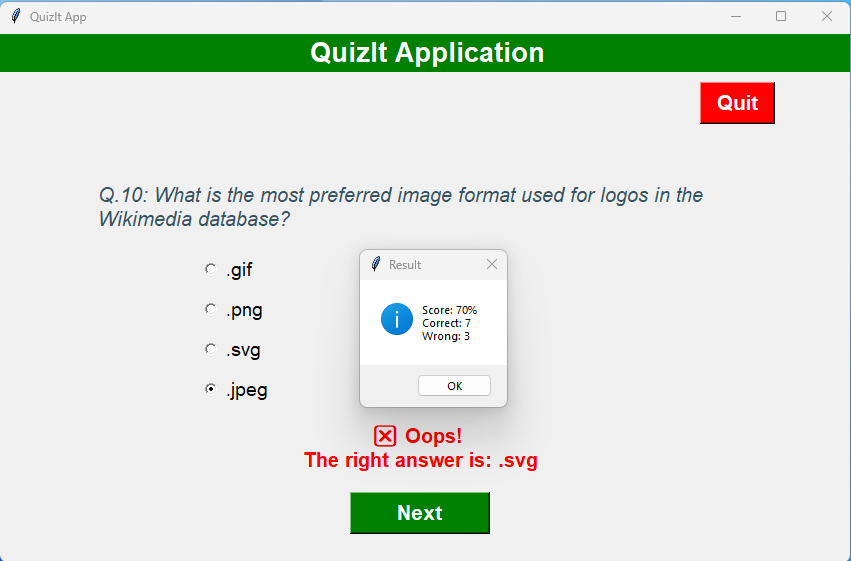 QuizIt App
QuizIt Application
Quit
Q.10: What is the most preferred image format used for logos in the
Wikimedia database?
.gif
.png
.svg
.jpeg
Result
Score: 70%
Correct: 7
Wrong: 3
OK
Oops!
The right answer is: .svg
Next